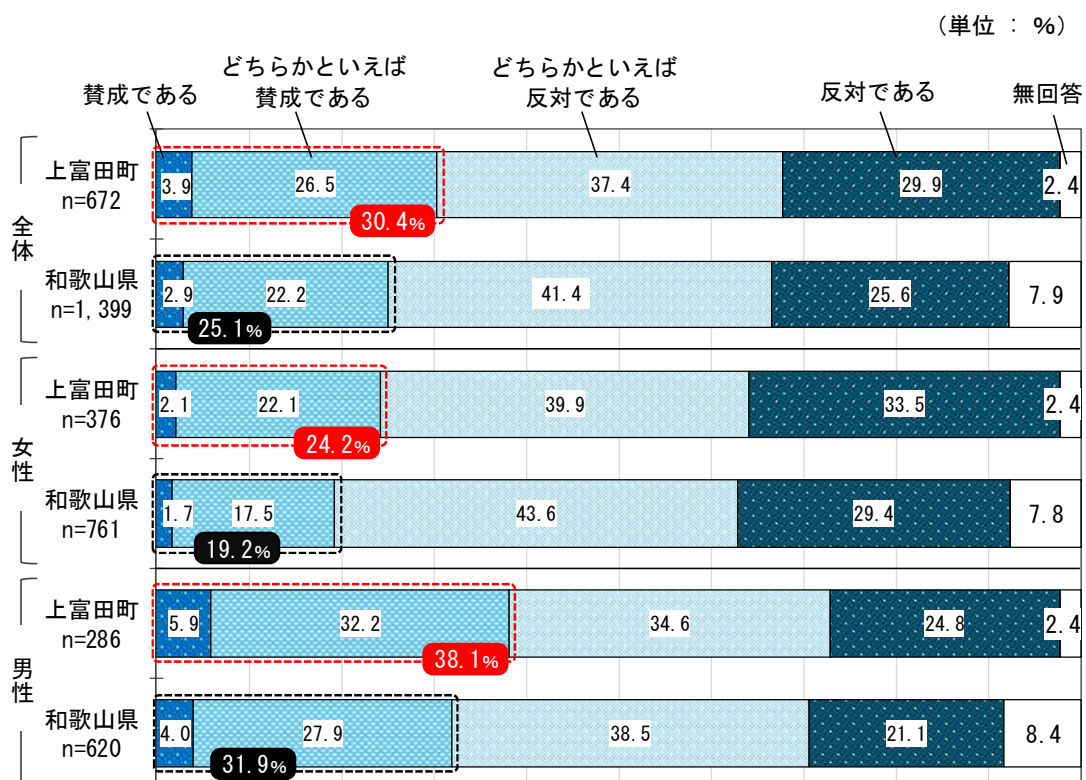 （単位 : %）
賛成である
どちらかといえば
賛成である
どちらかといえば
反対である
反対である
無回答
全体
上富田町
n=672
3.9
26.5
37.4
29.9
2.4
30.4%
和歌山県
n=1,399
2.9
22.2
41.4
25.6
7.9
25.1%
女性
上富田町
n=376
2.1
22.1
39.9
33.5
2.4
24.2%
和歌山県
n=761
1.7
17.5
43.6
29.4
7.8
19.2%
男性
上富田町
n=286
5.9
32.2
34.6
24.8
2.4
38.1%
和歌山県
n=620
4.0
27.9
38.5
21.1
8.4
31.9%